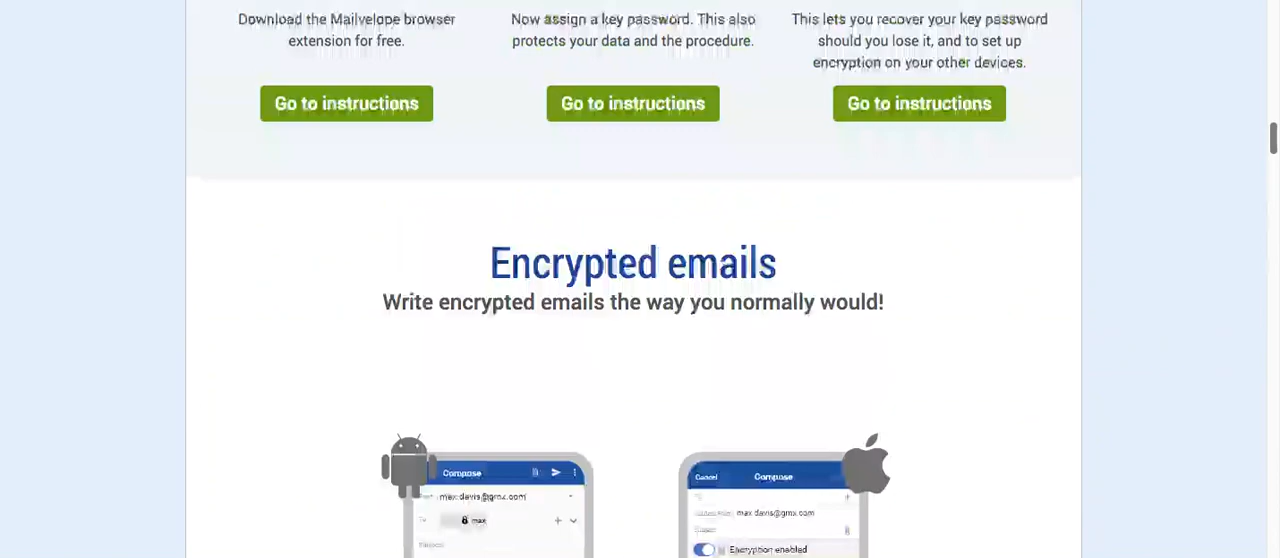 Download the Mailvelope browser
extension for free.
Now assign a key password. This also
protects your data and the procedure.
This lets you recover your key password
should you lose it, and to set up
encryption on your other devices.
Go to instructions
Go to instructions
Go to instructions
Encrypted emails
Write encrypted emails the way you normally would!
Compose
max.davis@gmx.com
max
Cancel
Compose
max.davis@gmx.com
Encryption enabled